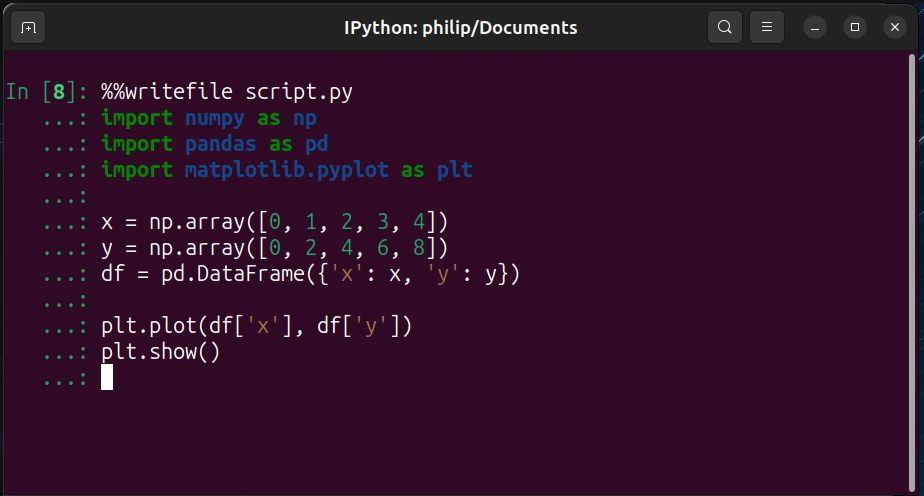 IPython: philip/Documents
In [8]: %%writefile script.py
...: import numpy as np
...: import pandas as pd
...: import matplotlib.pyplot as plt
...:
...: x = np.array([0, 1, 2, 3, 4])
...: y = np.array([0, 2, 4, 6, 8])
...: df = pd.DataFrame({'x': x, 'y': y})
...:
...: plt.plot(df['x'], df['y'])
...: plt.show()
...: